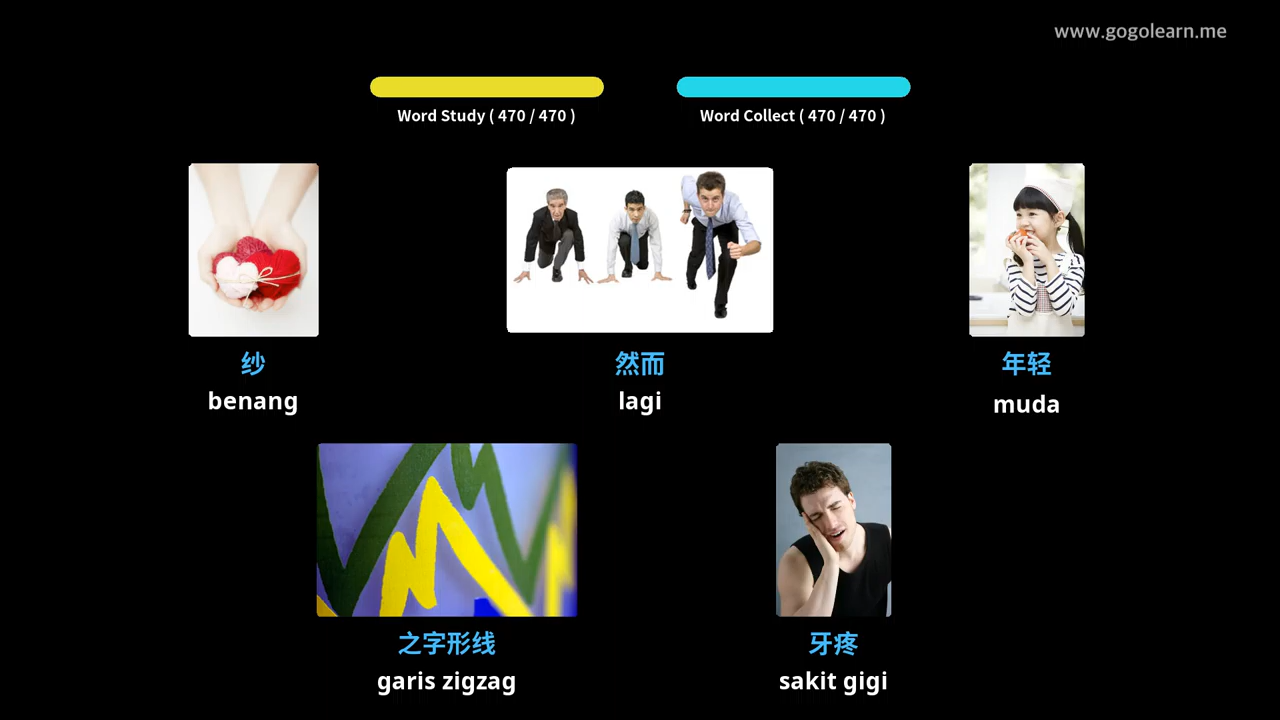 www.gogolearn.me
Word Study ( 470 / 470 )
Word Collect ( 470 / 470 )
纱
benang
然而
lagi
年轻
muda
之字形线
garis zigzag
牙疼
sakit gigi